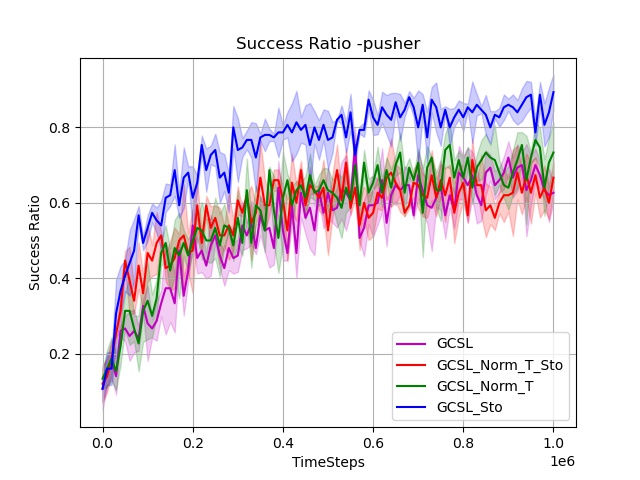 Success Ratio -pusher
Success Ratio
0.8
0.6
0.4
0.2
GCSL
GCSL_Norm_T_Sto
GCSL_Norm_T
GCSL_Sto
0.0 0.2 0.4 0.6 0.8 1.0
TimeSteps
1e6